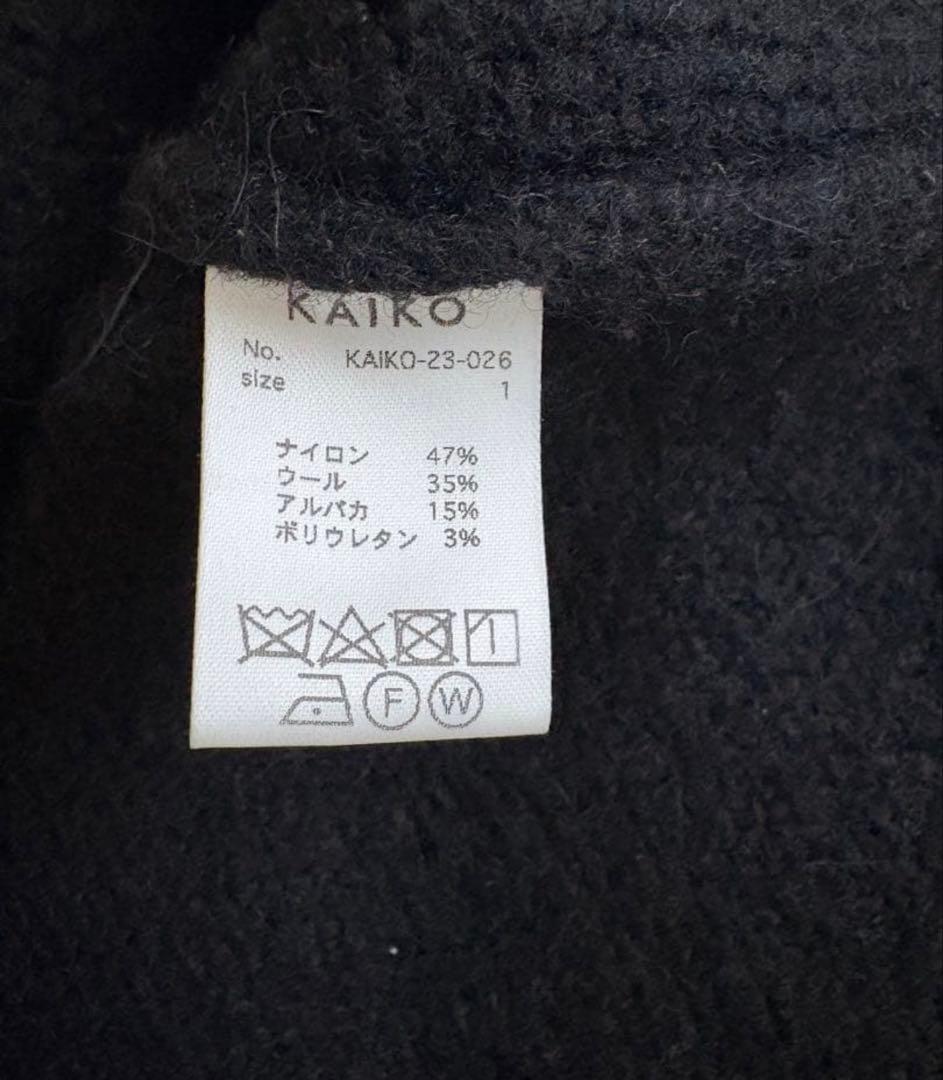 KAIKO
No. KAIKO-23-026
size 1
ナイロン 47%
ウール 35%
アルパカ 15%
ポリウレタン 3%
F W